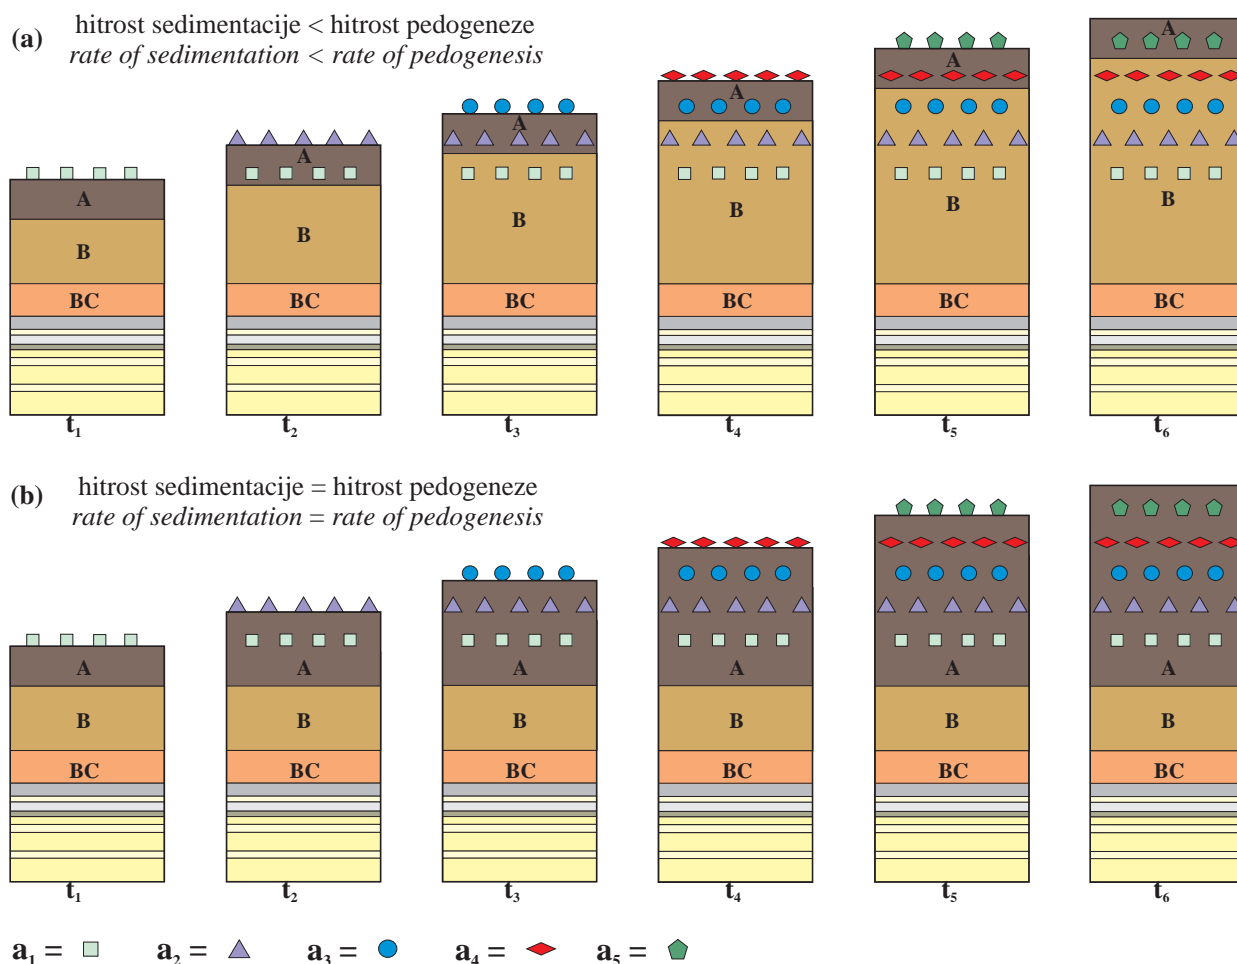 (a) hitrost sedimentacije < hitrost pedogeneze
rate of sedimentation < rate of pedogenesis
A A A A A A
B B B B B B
BC BC BC BC BC BC
t₁ t₂ t₃ t₄ t₅ t₆
(b) hitrost sedimentacije = hitrost pedogeneze
rate of sedimentation = rate of pedogenesis
A A A A A A
B B B B B B
BC BC BC BC BC BC
t₁ t₂ t₃ t₄ t₅ t₆
a₁ = a₂ = a₃ = a₄ = a₅ =